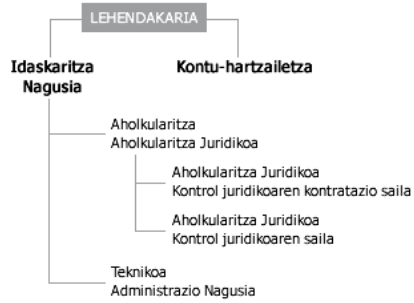 LEHENDAKARIA
Idaskaritza
Nagusia
Kontu-hartzailetza
Aholkularitza
Aholkularitza Juridikoa
Aholkularitza Juridikoa
Kontrol juridikoaren kontratazio saila
Aholkularitza Juridikoa
Kontrol juridikoaren saila
Teknikoa
Administrazio Nagusia